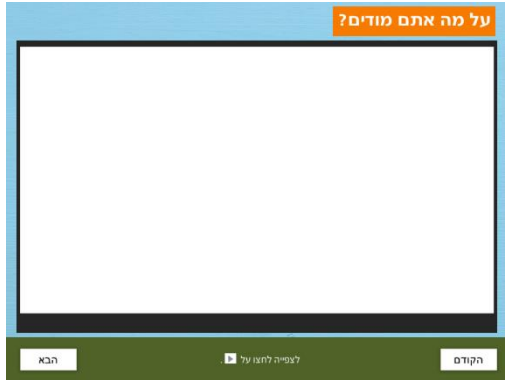 על מה אתם מודים?
הקודם
לצפייה לחצו על .
הבא